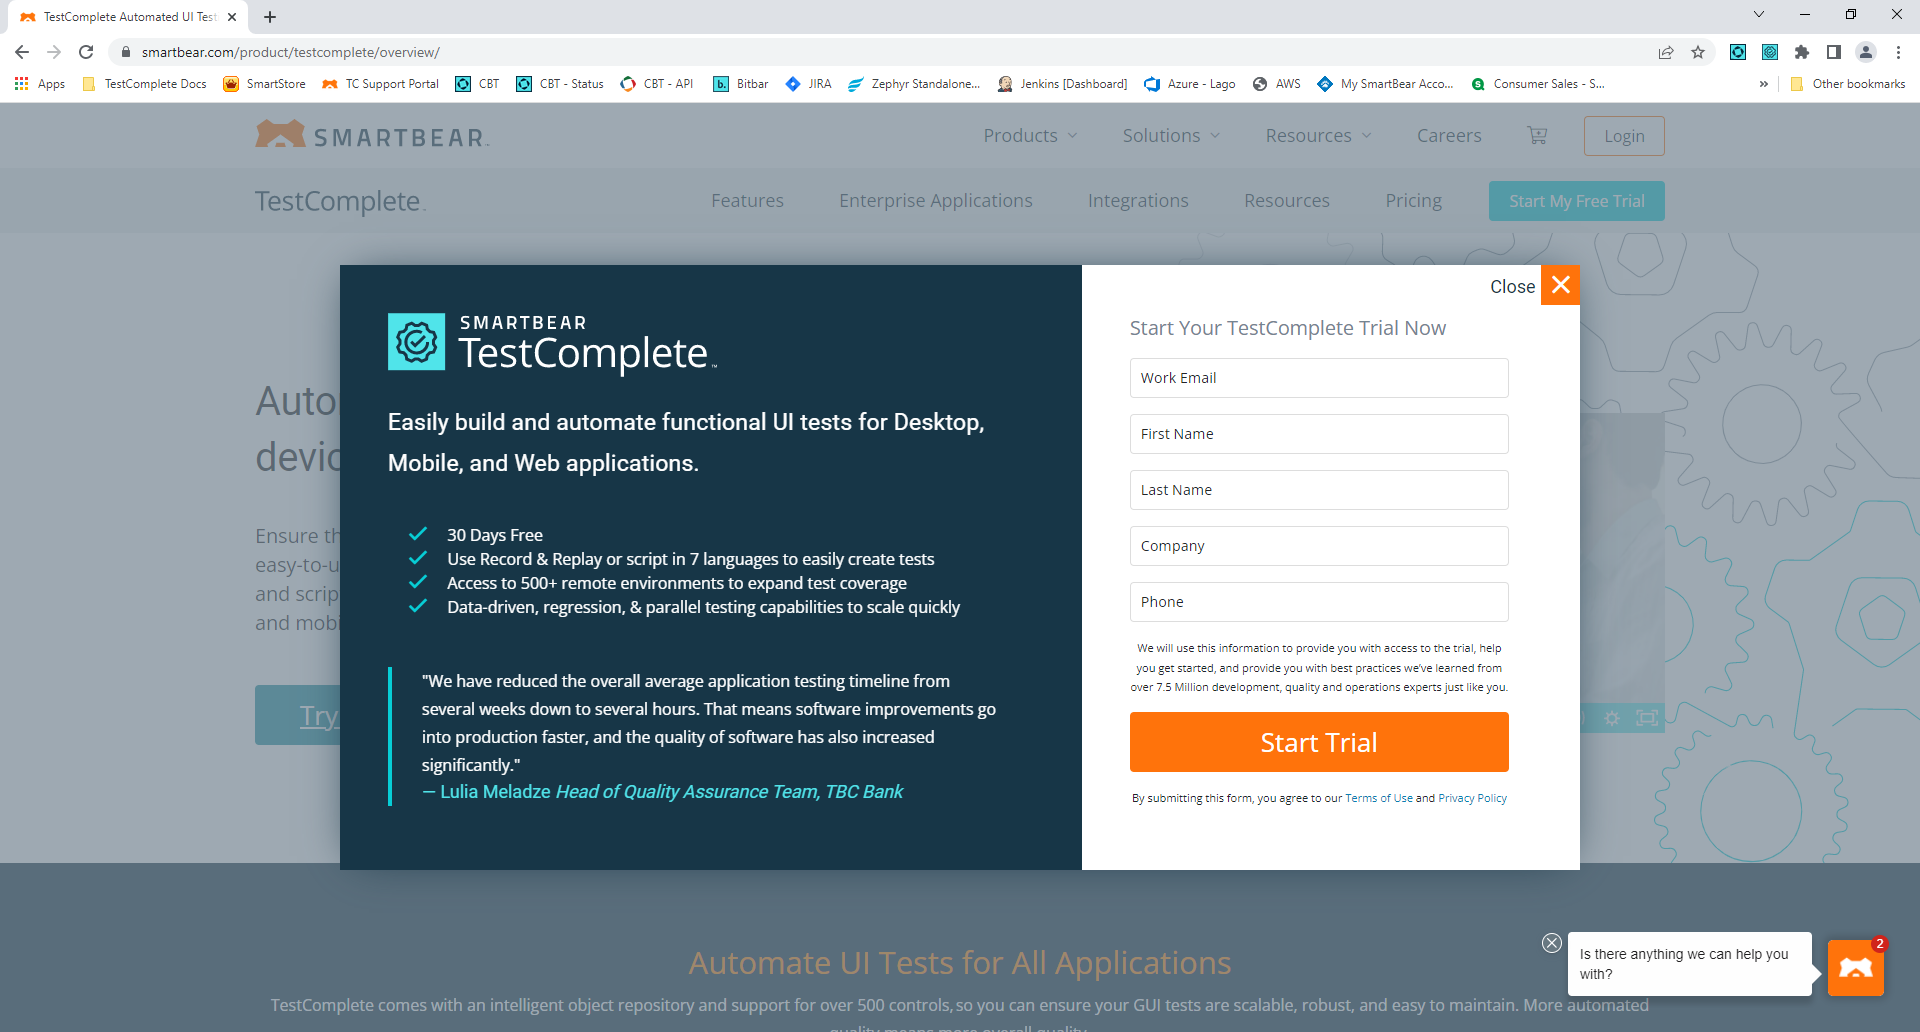 TestComplete Automated UI Test
smartbear.com/product/testcomplete/overview/
Apps TestComplete Docs SmartStore TC Support Portal CBT CBT - Status CBT - API b. Bitbar JIRA Zephyr Standalone... Jenkins [Dashboard] Azure - Lago AWS My SmartBear Acco... S Consumer Sales - S... » Other bookmarks
SMARTBEAR Products Solutions Resources Careers Login
TestComplete Features Enterprise Applications Integrations Resources Pricing Start My Free Trial
Auto
devic
Ensure th
easy-to-u
and scrip
and mobi
Try
SMARTBEAR
TestComplete™
Easily build and automate functional UI tests for Desktop,
Mobile, and Web applications.
30 Days Free
Use Record & Replay or script in 7 languages to easily create tests
Access to 500+ remote environments to expand test coverage
Data-driven, regression, & parallel testing capabilities to scale quickly
"We have reduced the overall average application testing timeline from
several weeks down to several hours. That means software improvements go
into production faster, and the quality of software has also increased
significantly."
— Lulia Meladze Head of Quality Assurance Team, TBC Bank
Close
Start Your TestComplete Trial Now
Work Email
First Name
Last Name
Company
Phone
We will use this information to provide you with access to the trial, help
you get started, and provide you with best practices we've learned from
over 7.5 Million development, quality and operations experts just like you.
Start Trial
By submitting this form, you agree to our Terms of Use and Privacy Policy
Automate UI Tests for All Applications
TestComplete comes with an intelligent object repository and support for over 500 controls, so you can ensure your GUI tests are scalable, robust, and easy to maintain. More automated
quality means more overall quality.
Is there anything we can help you
with?
2